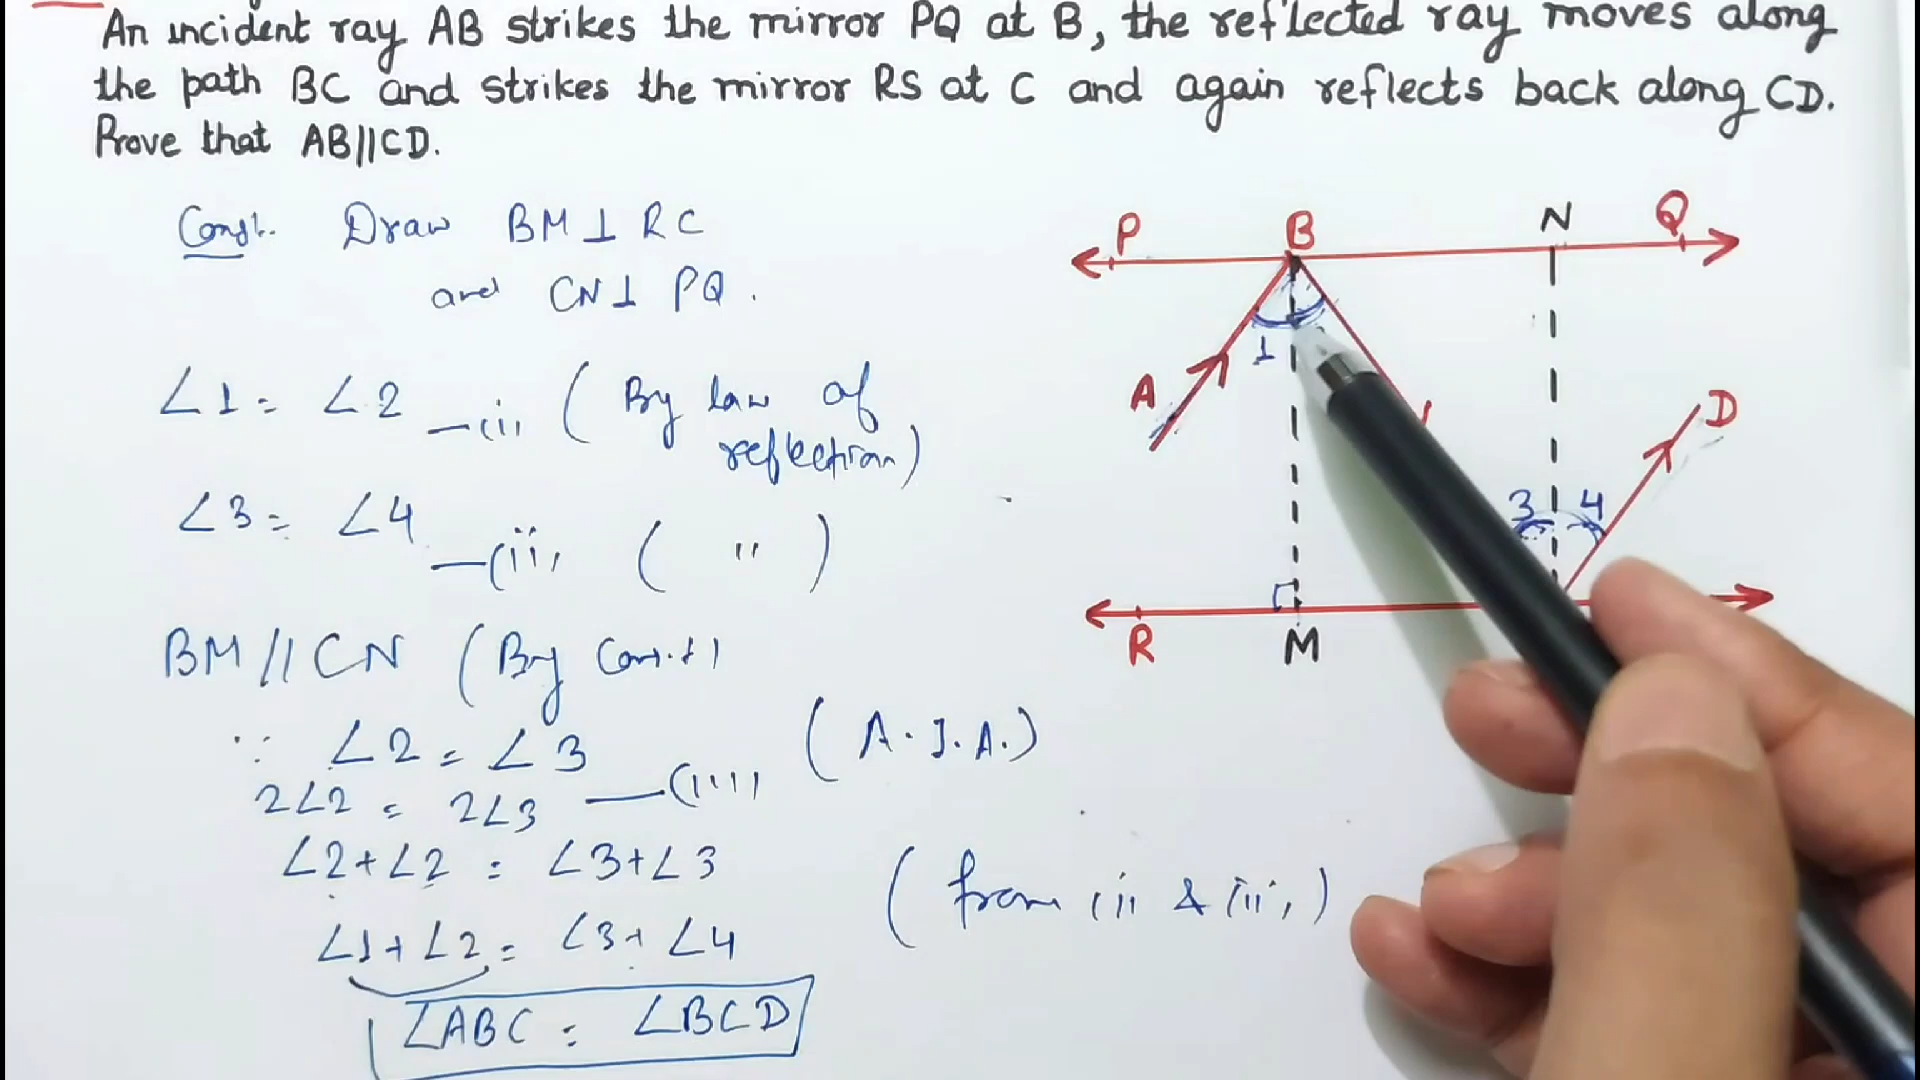 An incident ray AB strikes the mirror PQ at B, the reflected ray moves along
the path BC and strikes the mirror RS at C and again reflects back along CD.
Prove that AB//CD.
Const. Draw BM ⊥ RC
and CN ⊥ PQ.
∠1 = ∠2 —(i) ( By law of
reflection)
∠3 = ∠4 —(ii) ( " )
BM // CN (By Const)
∵ ∠2 = ∠3 (A.I.A.)
2∠2 = 2∠3 —(iii)
∠2+∠2 = ∠3+∠3
∠1+∠2 = ∠3+∠4 (from (i) & (ii))
∠ABC = ∠BCD
P B N Q
1
A D
3 4
R M